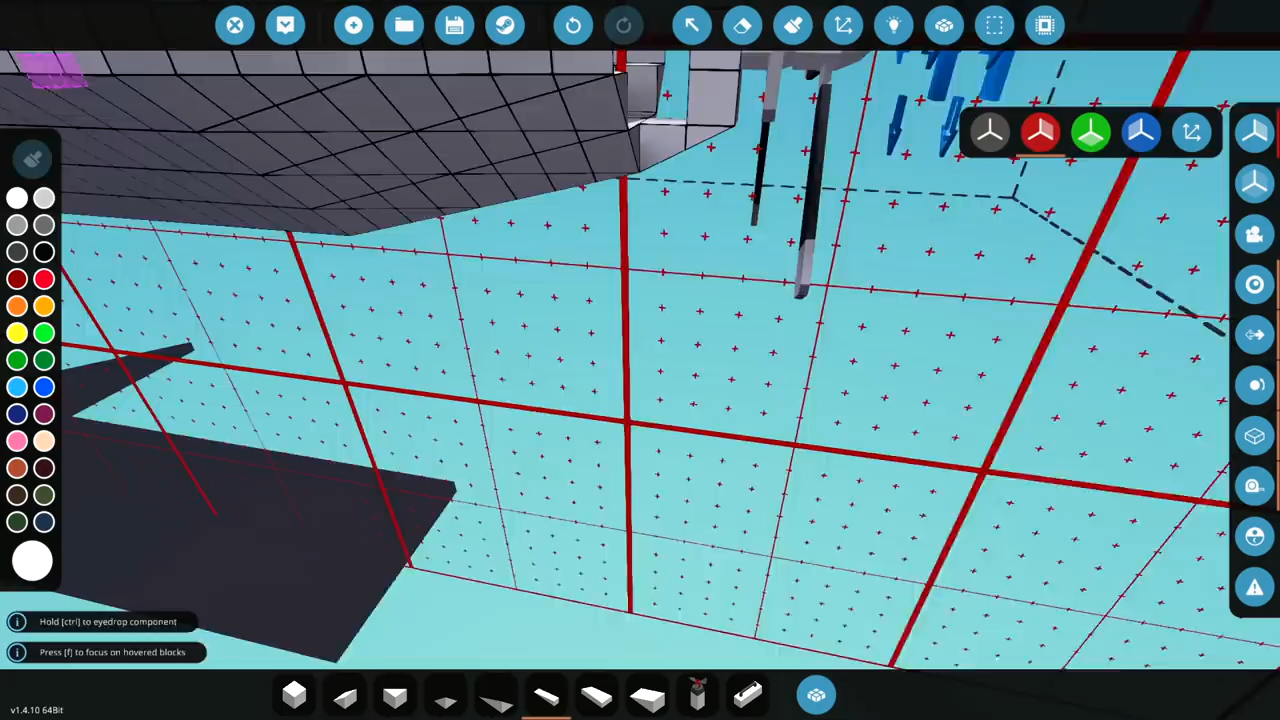 Hold [ctrl] to eyedrop component
Press [f] to focus on hovered blocks
v1.4.10 64Bit